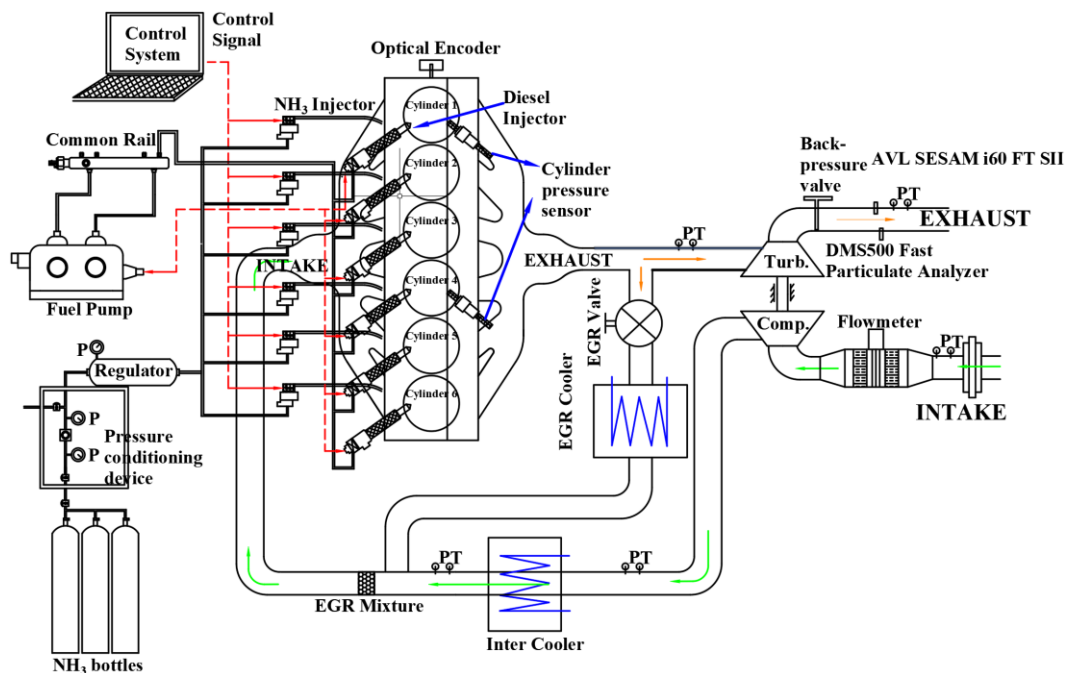 Control
System
Control
Signal
Optical Encoder
NH₃ Injector
Cylinder 1
Diesel
Injector
Common Rail
Cylinder 2
Cylinder
pressure
sensor
Back-
pressure
valve
AVL SESAM i60 FT SII
PT
EXHAUST
Cylinder 3
INTAKE
EXHAUST
PT
Turb.
DMS500 Fast
Particulate Analyzer
Fuel Pump
Cylinder 4
EGR Valve
Comp.
Flowmeter
PT
INTAKE
P
Regulator
Cylinder 5
EGR Cooler
Cylinder 6
P
P
Pressure
conditioning
device
PT
PT
EGR Mixture
Inter Cooler
NH₃ bottles